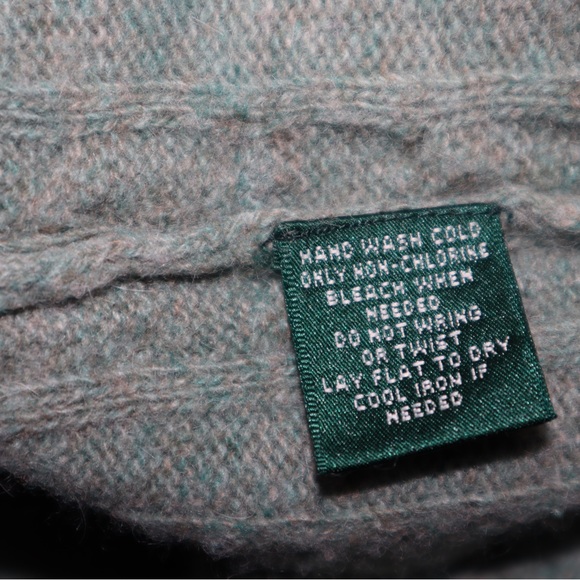 HAND WASH COLD
ONLY NON-CHLORINE
BLEACH WHEN
NEEDED
DO NOT WRING
OR TWIST
LAY FLAT TO DRY
COOL IRON IF
NEEDED